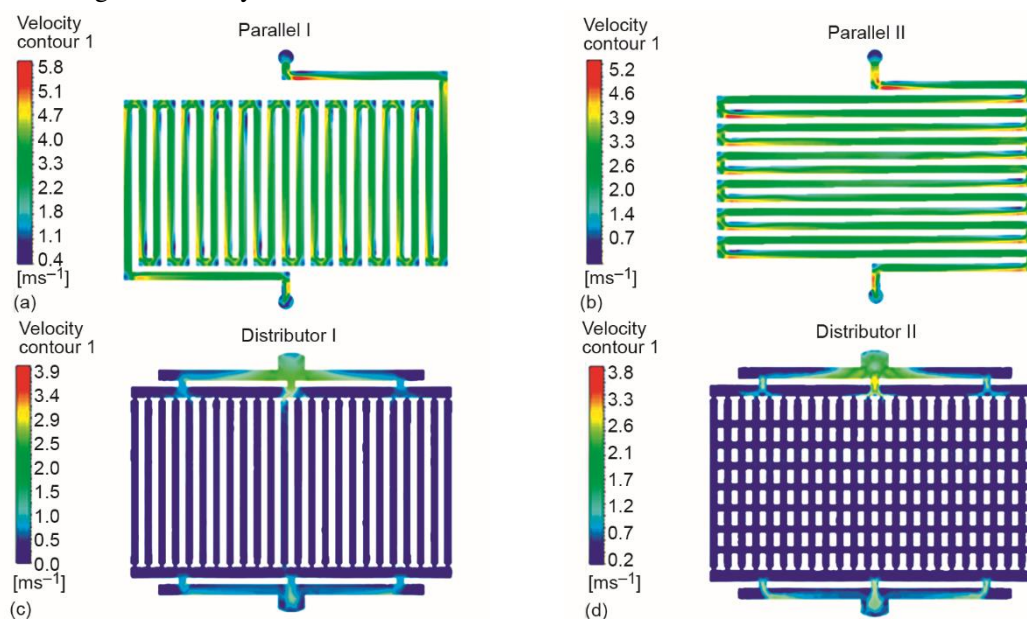 Velocity
contour 1
Parallel I
5.8
5.1
4.7
4.0
3.3
2.2
1.8
1.1
0.4
[ms⁻¹]
(a)
Velocity
contour 1
Parallel II
5.2
4.6
3.9
3.3
2.6
2.0
1.4
0.7
[ms⁻¹]
(b)
Velocity
contour 1
Distributor I
3.9
3.4
2.9
2.5
2.0
1.5
1.0
0.5
0.0
[ms⁻¹]
(c)
Velocity
contour 1
Distributor II
3.8
3.3
2.6
2.1
1.7
1.2
0.7
0.2
[ms⁻¹]
(d)